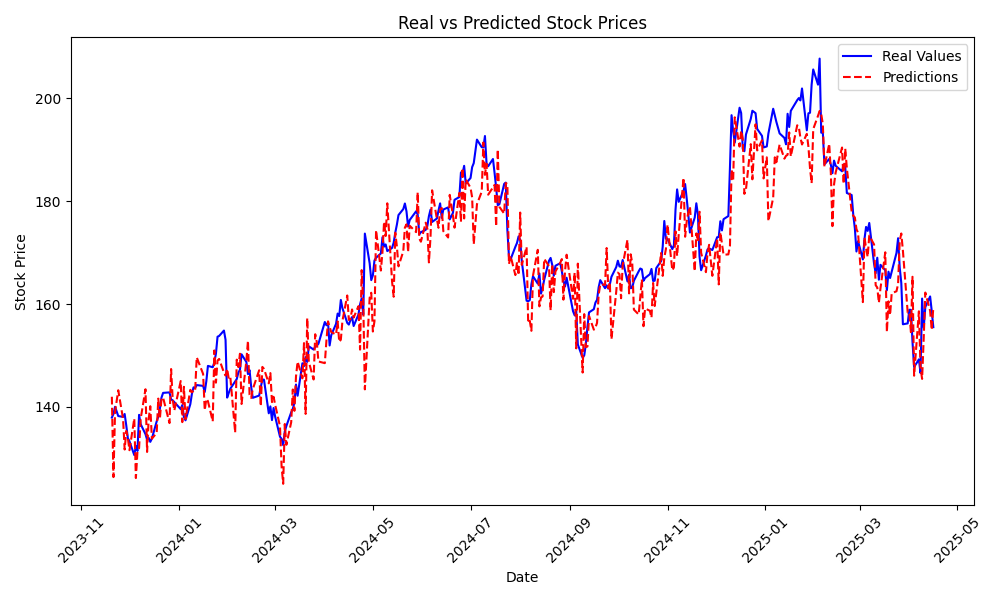 Real vs Predicted Stock Prices
Real Values
Predictions
Stock Price
200
180
160
140
2023-11
2024-01
2024-03
2024-05
2024-07
2024-09
2024-11
2025-01
2025-03
2025-05
Date